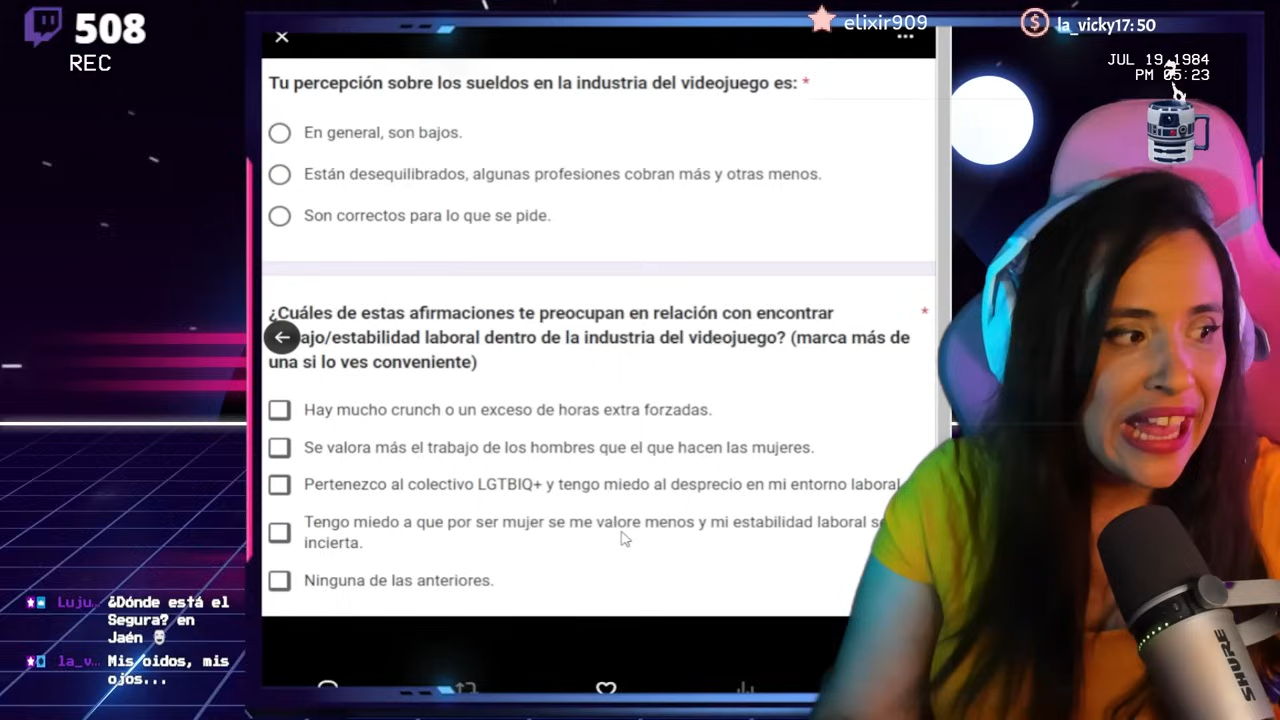 508
REC
elixir909
$
la_vicky17: 50
JUL 19 1984
PM 05:23
Tu percepción sobre los sueldos en la industria del videojuego es: *
En general, son bajos.
Están desequilibrados, algunas profesiones cobran más y otras menos.
Son correctos para lo que se pide.
¿Cuáles de estas afirmaciones te preocupan en relación con encontrar *
ajo/estabilidad laboral dentro de la industria del videojuego? (marca más de
una si lo ves conveniente)
Hay mucho crunch o un exceso de horas extra forzadas.
Se valora más el trabajo de los hombres que el que hacen las mujeres.
Pertenezco al colectivo LGTBIQ+ y tengo miedo al desprecio en mi entorno laboral
Tengo miedo a que por ser mujer se me valore menos y mi estabilidad laboral se
incierta.
Ninguna de las anteriores.
Luju.. ¿Dónde está el
Segura? en
Jaén
la_v.. Mis oidos, mis
ojos...
SHURE